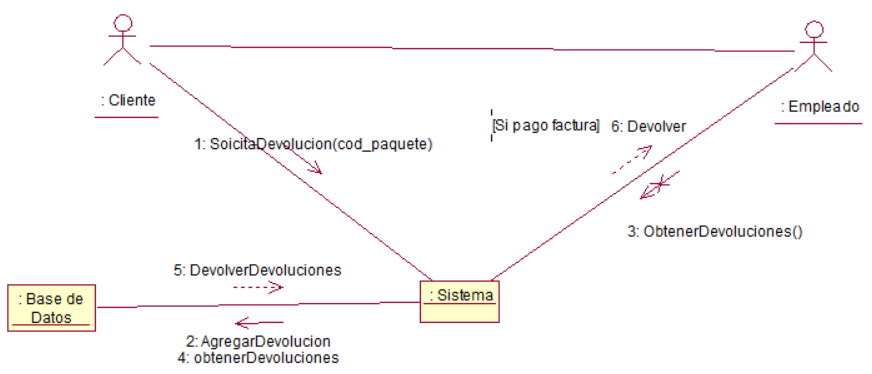 : Cliente
: Empleado
[Si pago factura]
6: Devolver
1: SoicitaDevolucion(cod_paquete)
3: ObtenerDevoluciones()
5: DevolverDevoluciones
: Base de
Datos
: Sistema
2: AgregarDevolucion
4: obtenerDevoluciones